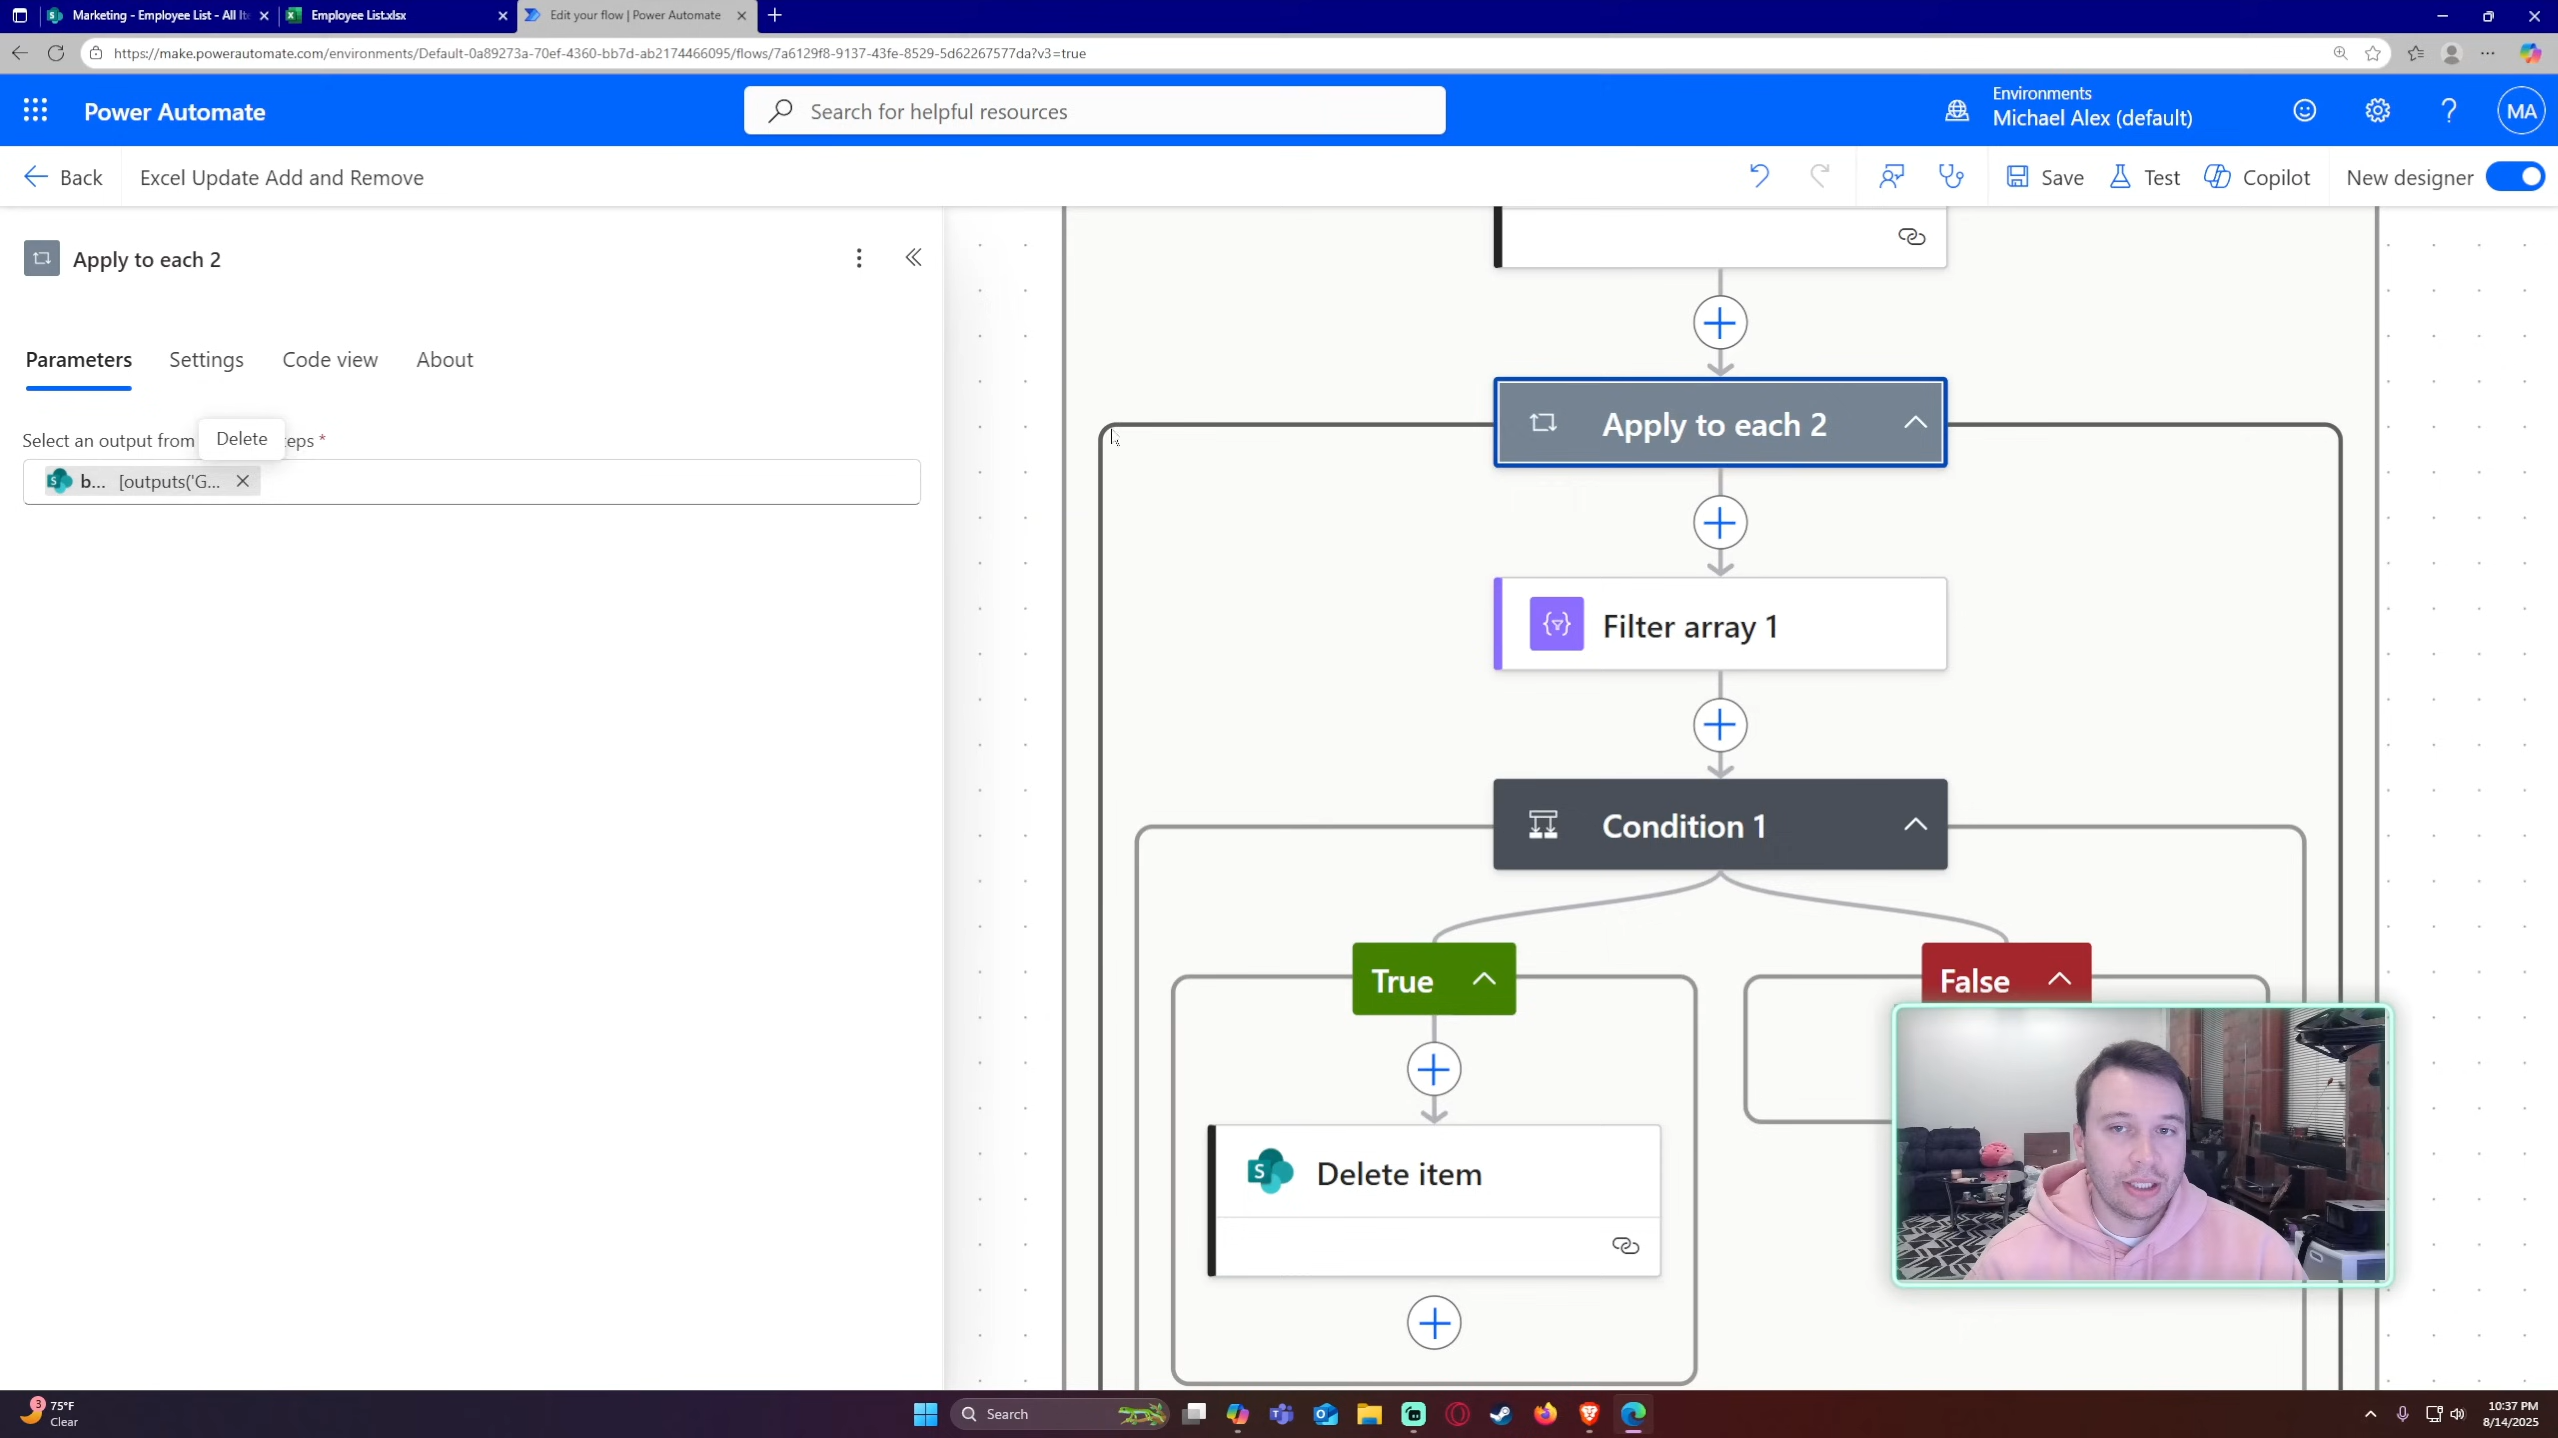 Marketing - Employee List - All It
Employee List.xlsx
Edit your flow | Power Automate
https://make.powerautomate.com/environments/Default-0a89273a-70ef-4360-bb7d-ab2174466095/flows/7a6129f8-9137-43fe-8529-5d62267577da?v3=true
Power Automate
Search for helpful resources
Environments
Michael Alex (default)
MA
Back
Excel Update Add and Remove
Save
Test
Copilot
New designer
Apply to each 2
Parameters
Settings
Code view
About
Select an output from
Delete
teps *
b...
[outputs('G...
Apply to each 2
Filter array 1
Condition 1
True
False
Delete item
3
75°F
Clear
Search
10:37 PM
8/14/2025